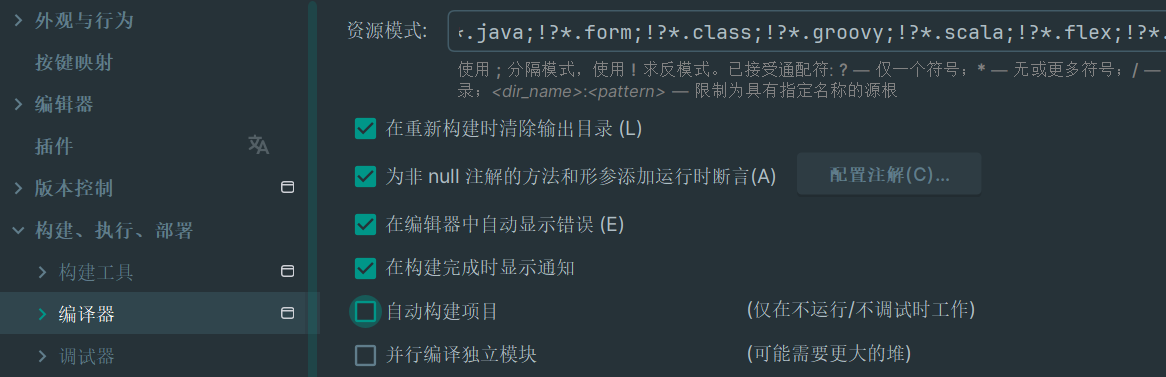 外观与行为
按键映射
编辑器
插件
版本控制
构建、执行、部署
构建工具
编译器
调试器
资源模式:
.java;!?*.form;!?*.class;!?*.groovy;!?*.scala;!?*.flex;!?*.
使用 ; 分隔模式，使用 ! 求反模式。已接受通配符: ? — 仅一个符号；* — 无或更多符号；/ —
录；<dir_name>:<pattern> — 限制为具有指定名称的源根
在重新构建时清除输出目录 (L)
为非 null 注解的方法和形参添加运行时断言(A) 配置注解(C)...
在编辑器中自动显示错误 (E)
在构建完成时显示通知
自动构建项目 (仅在不运行/不调试时工作)
并行编译独立模块 (可能需要更大的堆)